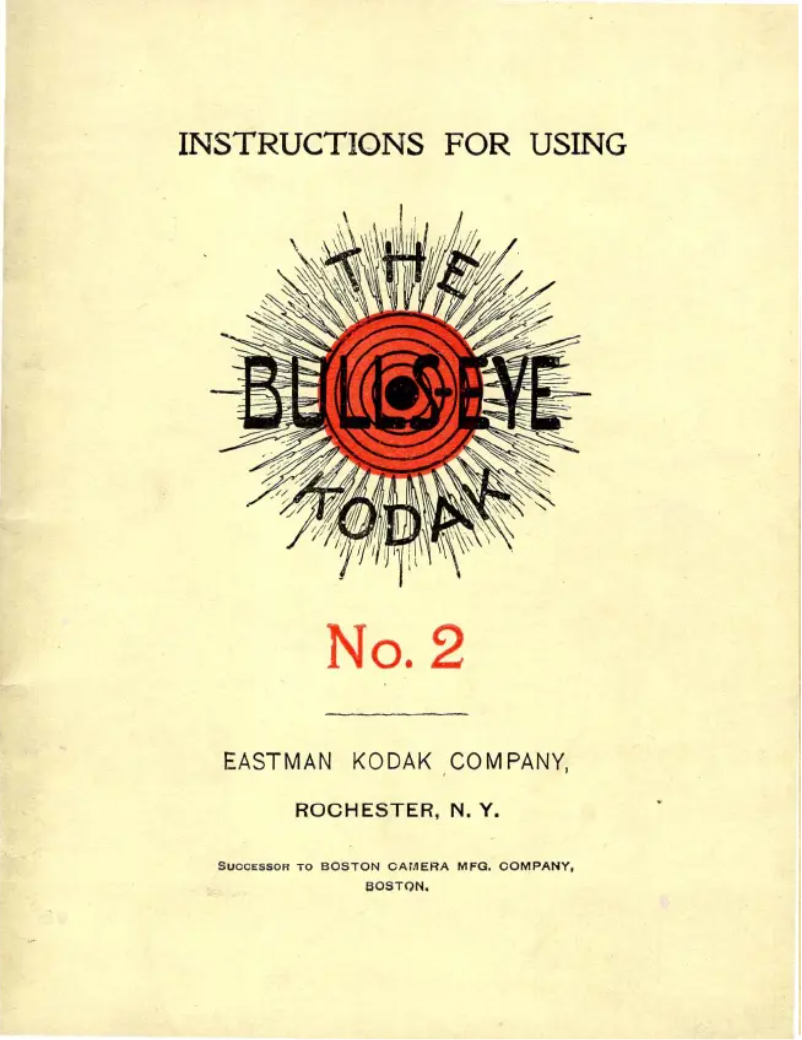 INSTRUCTIONS FOR USING
THE
BULLS-EYE
KODAK
No. 2
EASTMAN KODAK COMPANY,
ROCHESTER, N. Y.
SUCCESSOR TO BOSTON CAMERA MFG. COMPANY,
BOSTON.